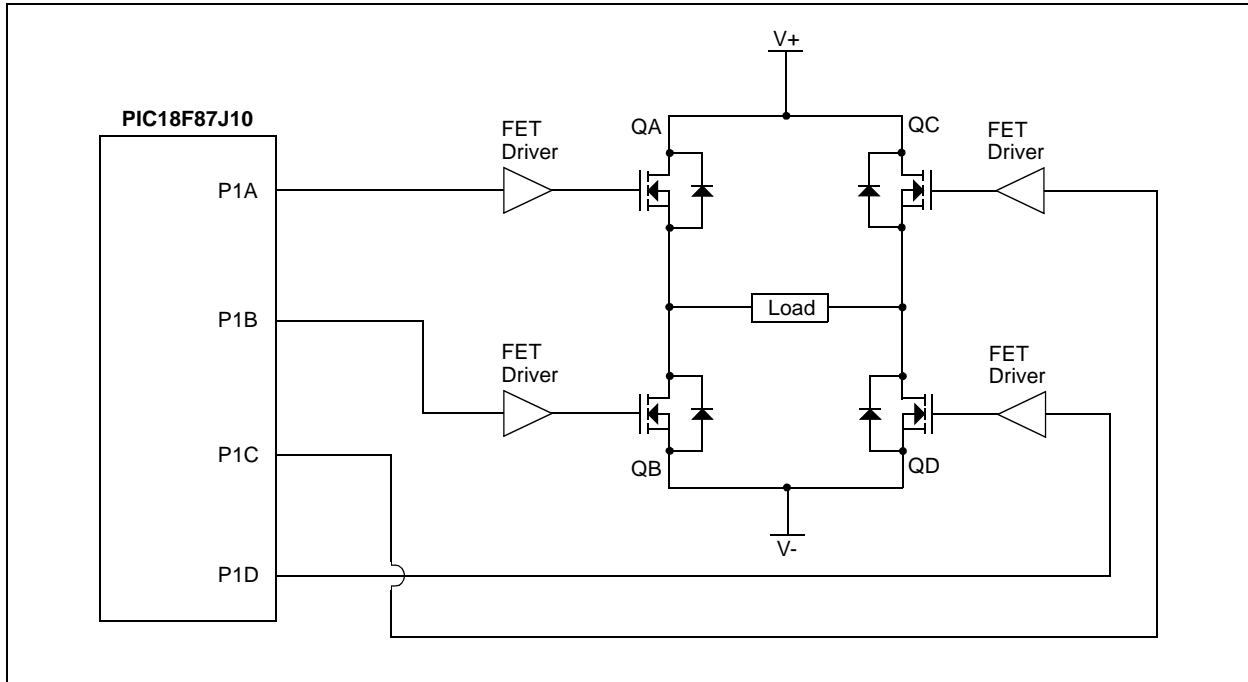 V+
PIC18F87J10
FET
Driver
QA
QC
FET
Driver
P1A
Load
P1B
FET
Driver
FET
Driver
P1C
QB
QD
V-
P1D